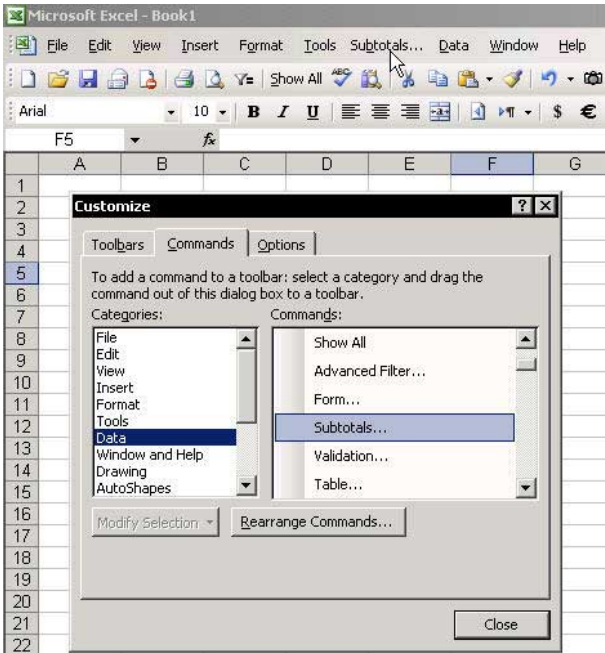 Microsoft Excel - Book1
File Edit View Insert Format Tools Subtotals... Data Window Help
Show All ABC
Arial 10 B I U $ €
F5 fx
A B C D E F G
1
2
3
4
5
6
7
8
9
10
11
12
13
14
15
16
17
18
19
20
21
22
Customize
Toolbars Commands Options
To add a command to a toolbar: select a category and drag the
command out of this dialog box to a toolbar.
Categories:
File
Edit
View
Insert
Format
Tools
Data
Window and Help
Drawing
AutoShapes
Commands:
Show All
Advanced Filter...
Form...
Subtotals...
Validation...
Table...
Modify Selection Rearrange Commands...
Close